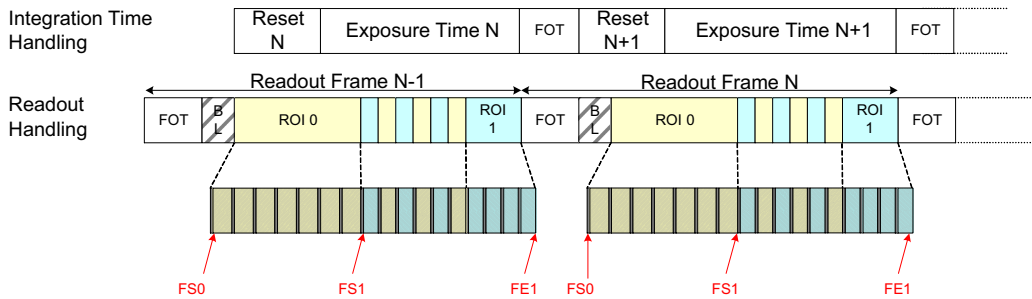 Integration Time Handling
Reset N
Exposure Time N
FOT
Reset N+1
Exposure Time N+1
FOT
Readout Frame N-1
Readout Frame N
Readout Handling
FOT
B L
ROI 0
ROI 1
FOT
B L
ROI 0
ROI 1
FOT
FS0
FS1
FE1
FS0
FS1
FE1